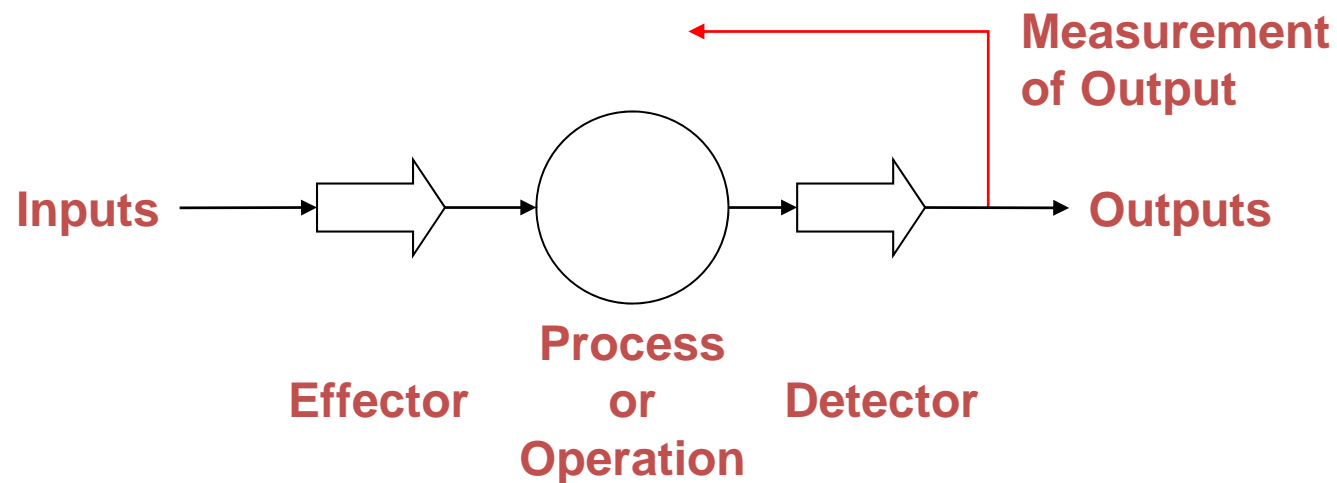 Measurement
of Output
Inputs
Outputs
Process
or
Operation
Effector
Detector